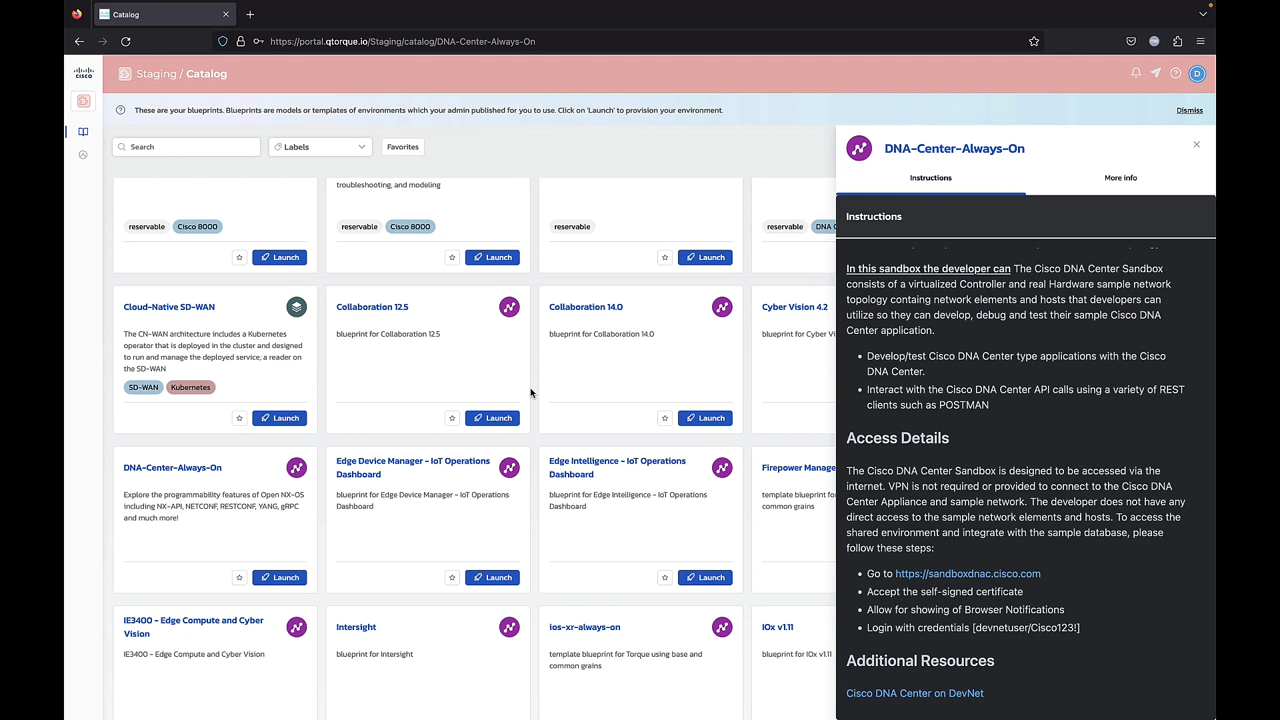 Catalog
https://portal.qtorque.io/Staging/catalog/DNA-Center-Always-On
cisco
Staging / Catalog
D
These are your blueprints. Blueprints are models or templates of environments which your admin published for you to use. Click on 'Launch' to provision your environment.
Dismiss
Search
Labels
Favorites
troubleshooting, and modeling
reservable Cisco 8000
reservable Cisco 8000
reservable
reservable DNA C
Launch
Launch
Launch
Cloud-Native SD-WAN
The CN-WAN architecture includes a Kubernetes
operator that is deployed in the cluster and designed
to run and manage the deployed service; a reader on
the SD-WAN
SD-WAN Kubernetes
Launch
Collaboration 12.5
blueprint for Collaboration 12.5
Launch
Collaboration 14.0
blueprint for Collaboration 14.0
Launch
Cyber Vision 4.2
blueprint for Cyber Vi
DNA-Center-Always-On
Explore the programmability features of Open NX-OS
including NX-API, NETCONF, RESTCONF, YANG, gRPC
and much more!
Launch
Edge Device Manager - IoT Operations
Dashboard
blueprint for Edge Device Manager - IoT Operations
Dashboard
Launch
Edge Intelligence - IoT Operations
Dashboard
blueprint for Edge Intelligence - IoT Operations
Dashboard
Launch
Firepower Manage
template blueprint fo
common grains
IE3400 - Edge Compute and Cyber
Vision
IE3400 - Edge Compute and Cyber Vision
Intersight
blueprint for Intersight
ios-xr-always-on
template blueprint for Torque using base and
common grains
IOx v1.11
blueprint for IOx v1.11
DNA-Center-Always-On
Instructions
More info
Instructions
In this sandbox the developer can The Cisco DNA Center Sandbox
consists of a virtualized Controller and real Hardware sample network
topology containg network elements and hosts that developers can
utilize so they can develop, debug and test their sample Cisco DNA
Center application.
• Develop/test Cisco DNA Center type applications with the Cisco
DNA Center.
• Interact with the Cisco DNA Center API calls using a variety of REST
clients such as POSTMAN
Access Details
The Cisco DNA Center Sandbox is designed to be accessed via the
internet. VPN is not required or provided to connect to the Cisco DNA
Center Appliance and sample network. The developer does not have any
direct access to the sample network elements and hosts. To access the
shared environment and integrate with the sample database, please
follow these steps:
• Go to https://sandboxdnac.cisco.com
• Accept the self-signed certificate
• Allow for showing of Browser Notifications
• Login with credentials [devnetuser/Cisco123!]
Additional Resources
Cisco DNA Center on DevNet